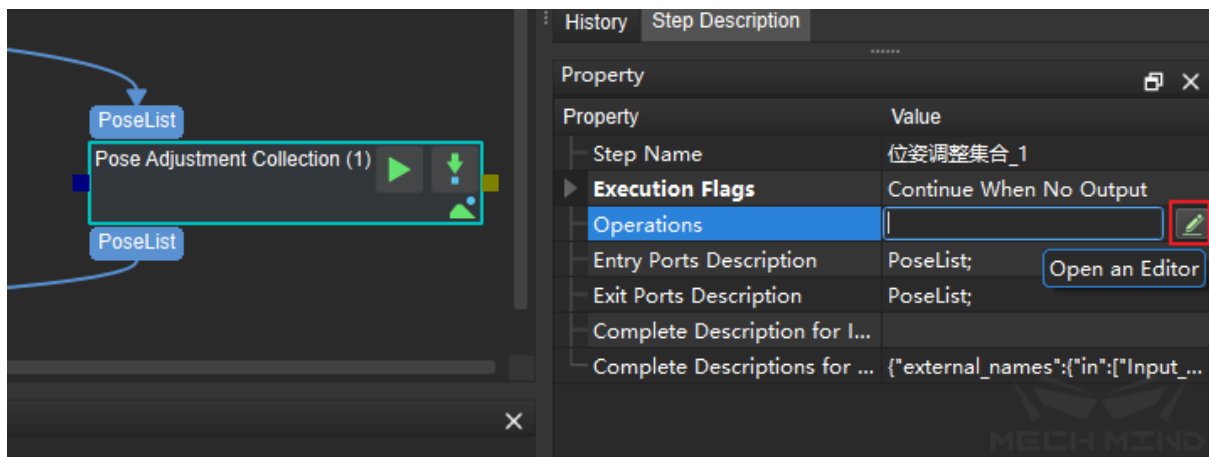 History Step Description
Property
Property Value
PoseList
Pose Adjustment Collection (1)
PoseList
Step Name 位姿调整集合_1
Execution Flags Continue When No Output
Operations
Open an Editor
Entry Ports Description PoseList;
Exit Ports Description PoseList;
Complete Description for I...
Complete Descriptions for ... {"external_names":{"in":["Input_...
MECH MIND